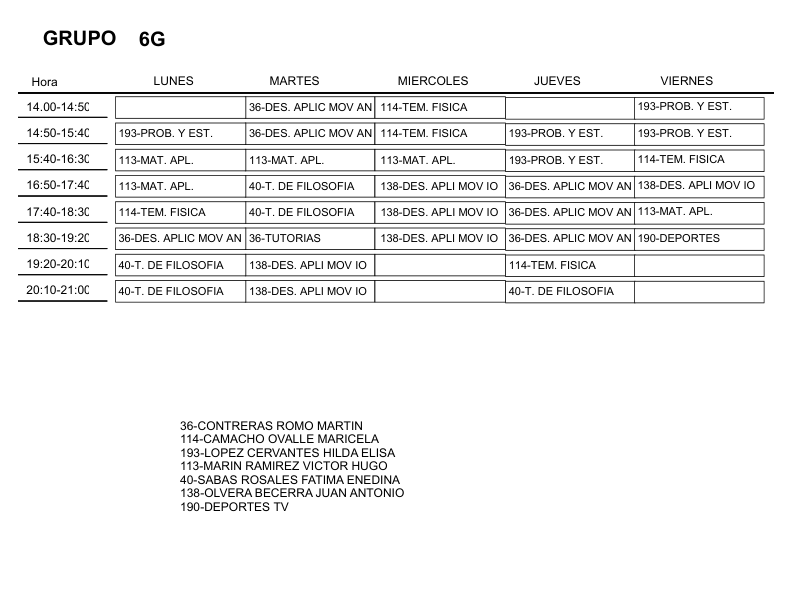 GRUPO 6G
Hora LUNES MARTES MIERCOLES JUEVES VIERNES
14.00-14:50 36-DES. APLIC MOV AN 114-TEM. FISICA 193-PROB. Y EST.
14:50-15:40 193-PROB. Y EST. 36-DES. APLIC MOV AN 114-TEM. FISICA 193-PROB. Y EST. 193-PROB. Y EST.
15:40-16:30 113-MAT. APL. 113-MAT. APL. 113-MAT. APL. 193-PROB. Y EST. 114-TEM. FISICA
16:50-17:40 113-MAT. APL. 40-T. DE FILOSOFIA 138-DES. APLI MOV IO 36-DES. APLIC MOV AN 138-DES. APLI MOV IO
17:40-18:30 114-TEM. FISICA 40-T. DE FILOSOFIA 138-DES. APLI MOV IO 36-DES. APLIC MOV AN 113-MAT. APL.
18:30-19:20 36-DES. APLIC MOV AN 36-TUTORIAS 138-DES. APLI MOV IO 36-DES. APLIC MOV AN 190-DEPORTES
19:20-20:10 40-T. DE FILOSOFIA 138-DES. APLI MOV IO 114-TEM. FISICA
20:10-21:00 40-T. DE FILOSOFIA 138-DES. APLI MOV IO 40-T. DE FILOSOFIA
36-CONTRERAS ROMO MARTIN
114-CAMACHO OVALLE MARICELA
193-LOPEZ CERVANTES HILDA ELISA
113-MARIN RAMIREZ VICTOR HUGO
40-SABAS ROSALES FATIMA ENEDINA
138-OLVERA BECERRA JUAN ANTONIO
190-DEPORTES TV